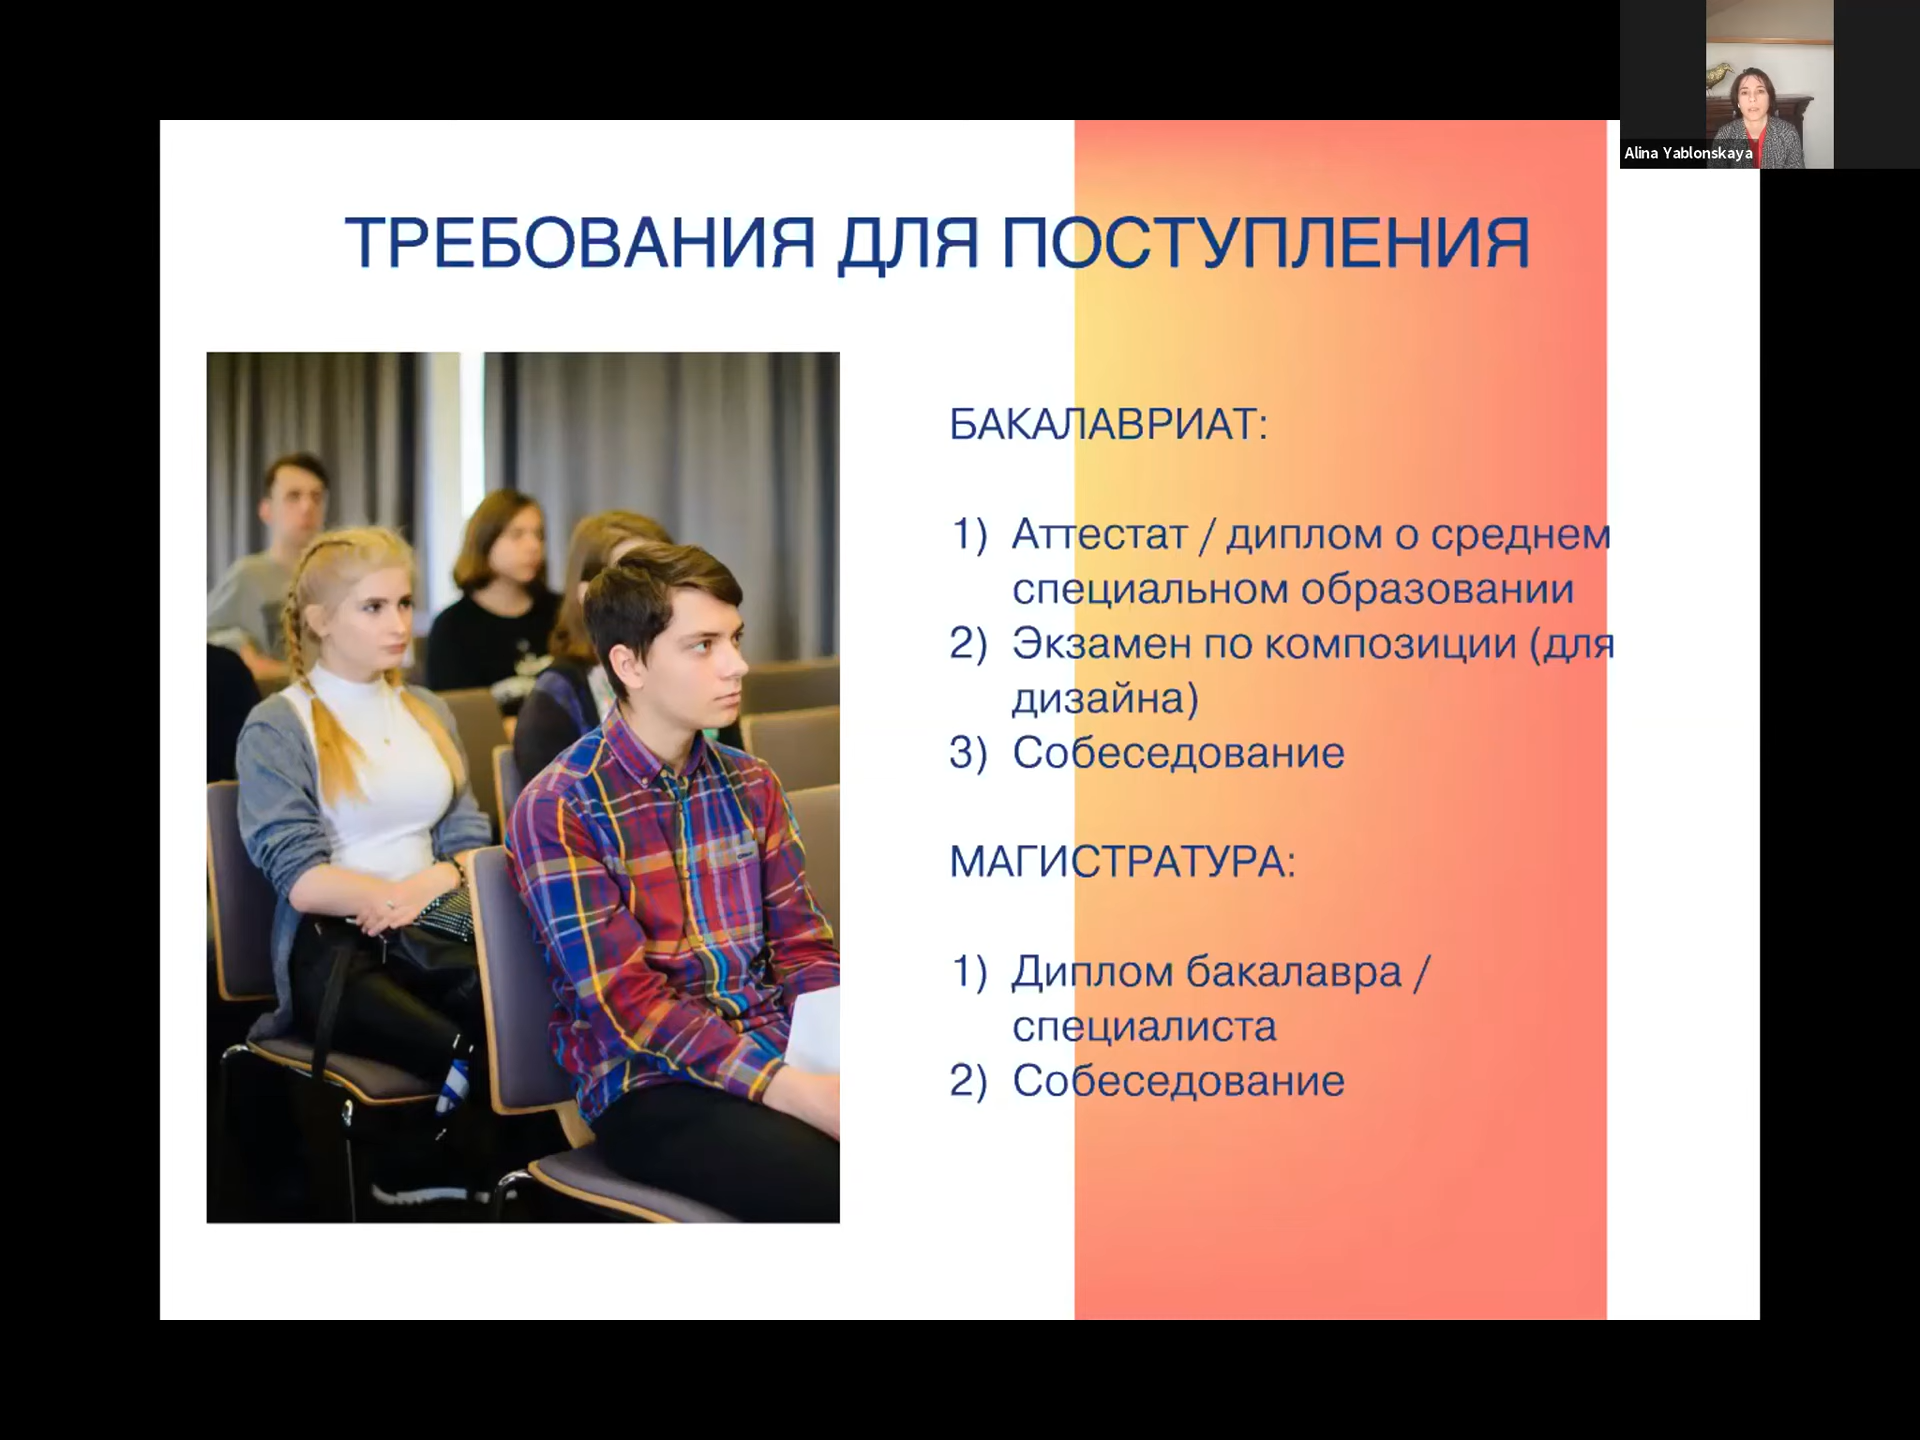 Alina Yablonskaya
ТРЕБОВАНИЯ ДЛЯ ПОСТУПЛЕНИЯ
БАКАЛАВРИАТ:
1) Аттестат / диплом о среднем
специальном образовании
2) Экзамен по композиции (для
дизайна)
3) Собеседование
МАГИСТРАТУРА:
1) Диплом бакалавра /
специалиста
2) Собеседование